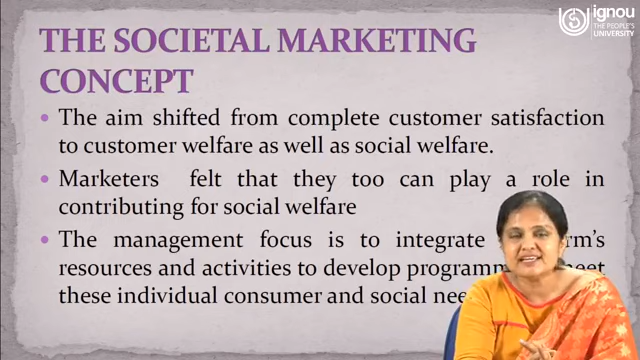 ignou
THE PEOPLE'S
UNIVERSITY
THE SOCIETAL MARKETING
CONCEPT
• The aim shifted from complete customer satisfaction
to customer welfare as well as social welfare.
• Marketers felt that they too can play a role in
contributing for social welfare
• The management focus is to integrate
resources and activities to develop
these individual consumer and social